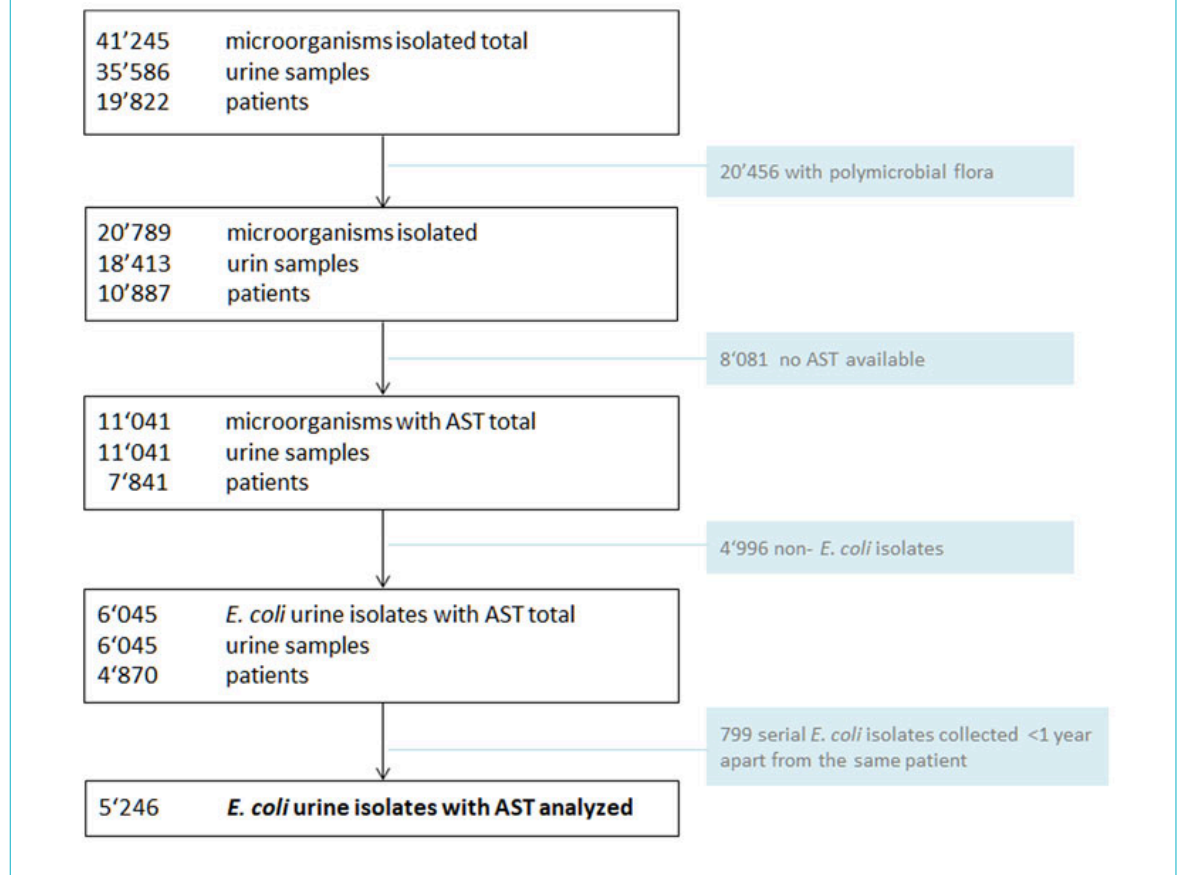 41’245 microorganisms isolated total
35’586 urine samples
19’822 patients
20’456 with polymicrobial flora
20’789 microorganisms isolated
18’413 urin samples
10’887 patients
8‘081 no AST available
11‘041 microorganisms with AST total
11‘041 urine samples
7‘841 patients
4‘996 non- E. coli isolates
6‘045 E. coli urine isolates with AST total
6‘045 urine samples
4‘870 patients
799 serial E. coli isolates collected <1 year
apart from the same patient
5‘246 E. coli urine isolates with AST analyzed